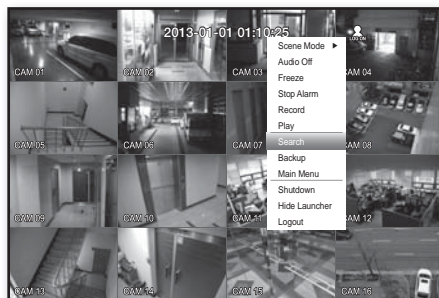 2013-01-01 01:10:25
LOG ON
CAM 01
CAM 02
CAM 03
CAM 04
Scene Mode
Audio Off
Freeze
Stop Alarm
Record
Play
Search
Backup
Main Menu
Shutdown
Hide Launcher
Logout
CAM 05
CAM 06
CAM 07
CAM 08
CAM 09
CAM 10
CAM 11
CAM 12
CAM 13
CAM 14
CAM 15
CAM 16